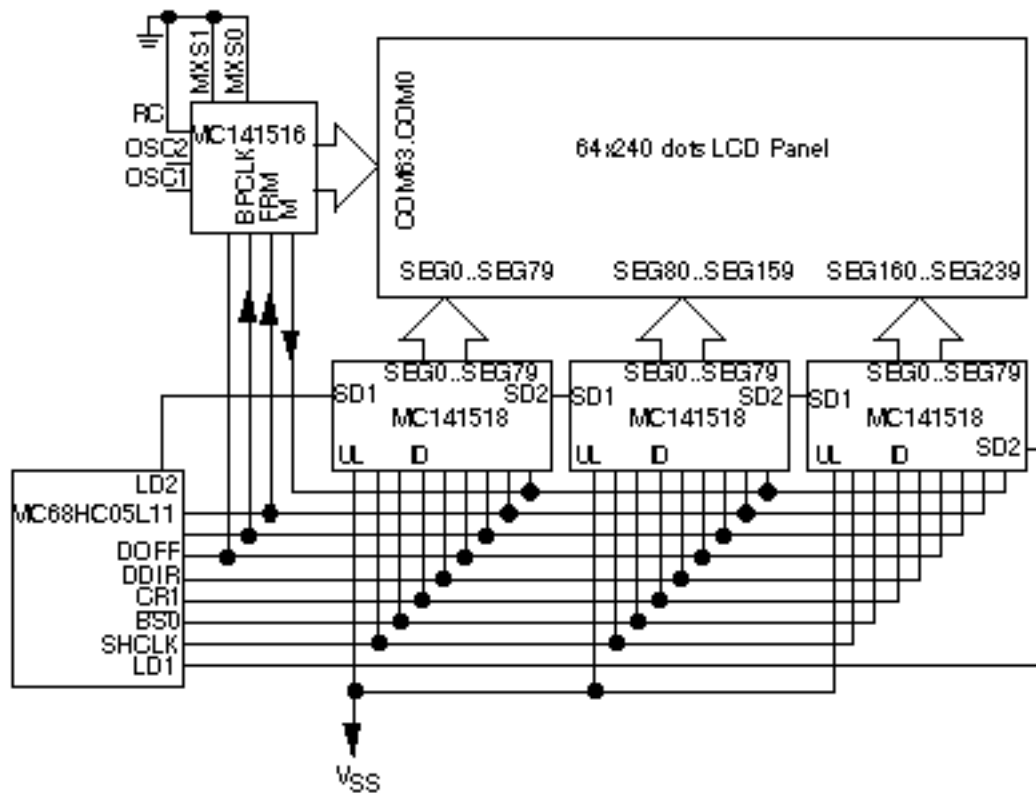 MXS1
MXS0
RC
MC141516
OSC2
OSC1
BPCLK
FRM
M
COM63..COM0
64x240 dots LCD Panel
SEG0..SEG79
SEG80..SEG159
SEG160..SEG239
SEG0..SEG79
SD1
SD2
MC141518
UL
ID
SEG0..SEG79
SD1
SD2
MC141518
UL
ID
SEG0..SEG79
SD1
MC141518
SD2
UL
ID
LD2
MC68HC05L11
DOFF
DDIR
CR1
BS0
SHCLK
LD1
VSS